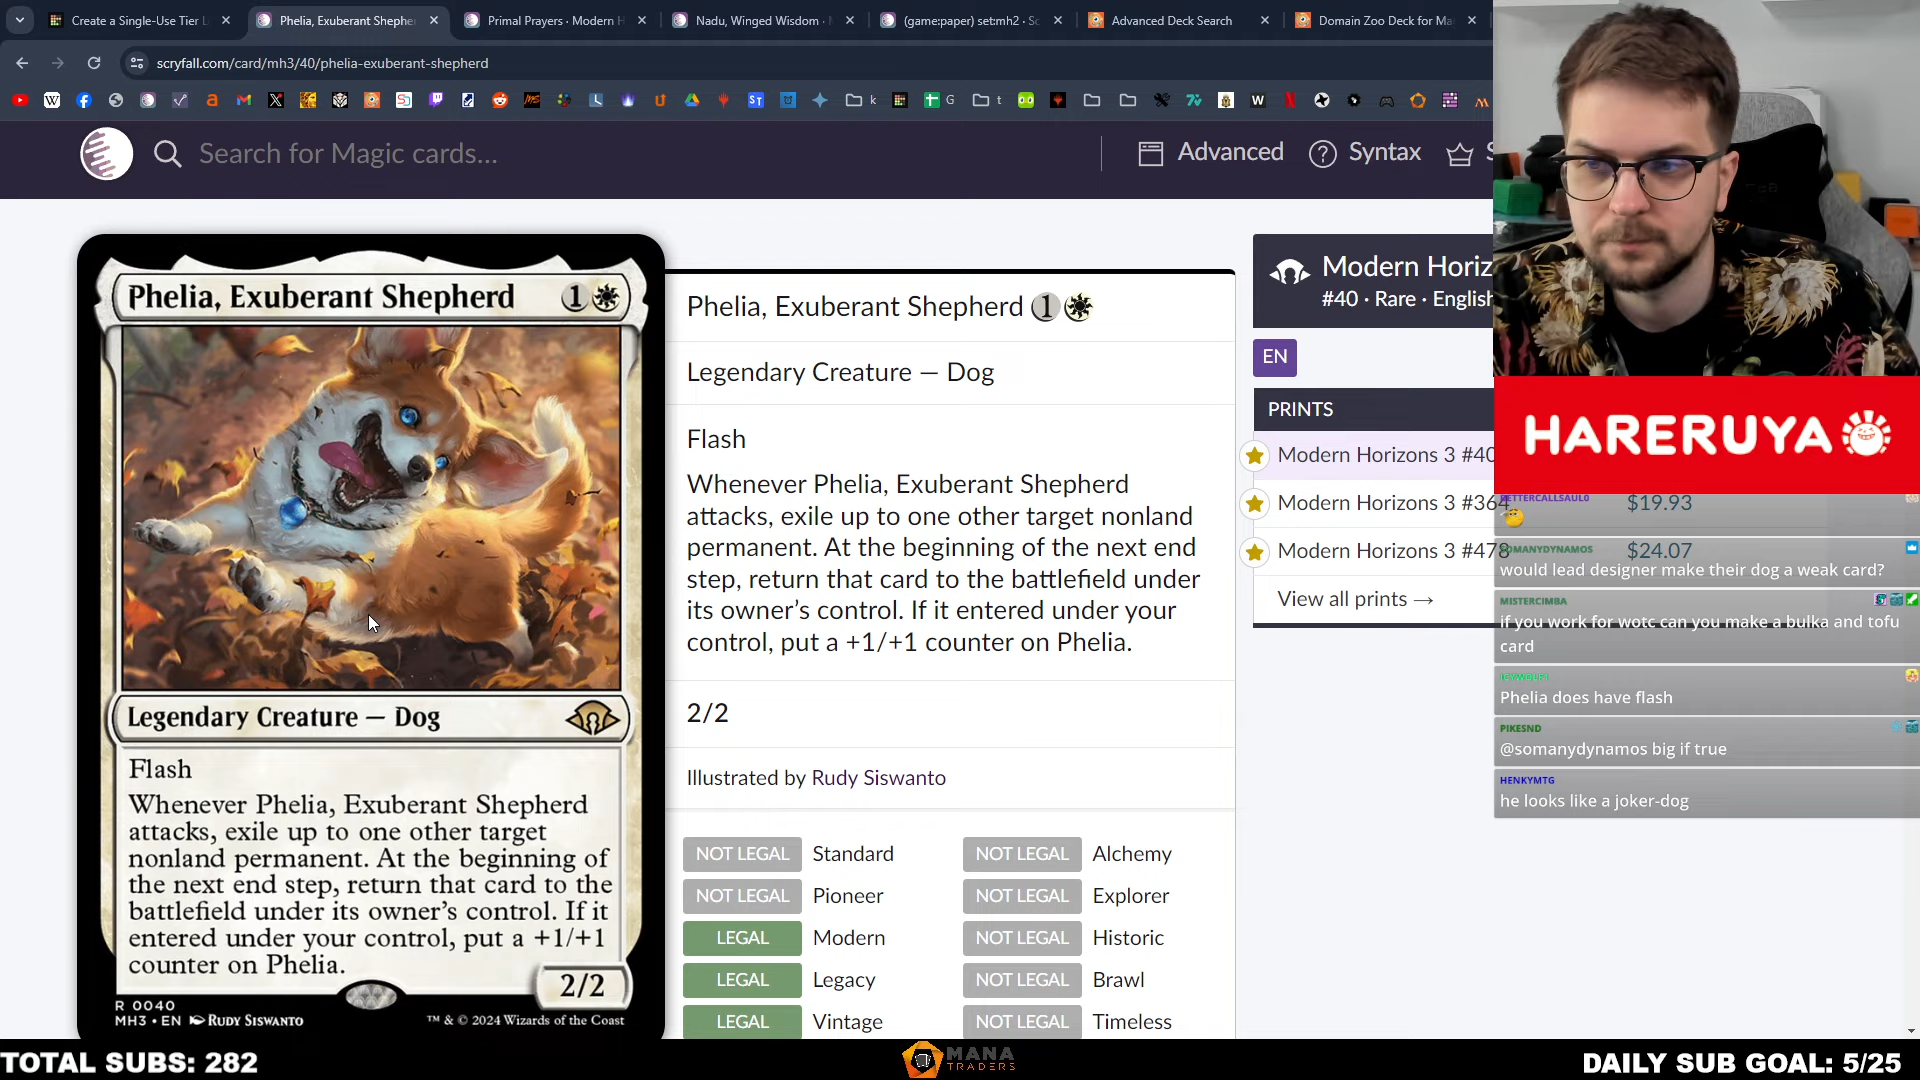 Create a Single-Use Tier L
Phelia, Exuberant Shephe
Primal Prayers · Modern H
Nadu, Winged Wisdom ·
(game:paper) set:mh2 · Sc
Advanced Deck Search
Domain Zoo Deck for Ma
scryfall.com/card/mh3/40/phelia-exuberant-shepherd
k
G
t
Search for Magic cards...
Advanced
Syntax
S
Phelia, Exuberant Shepherd 1
Legendary Creature — Dog
Flash
Whenever Phelia, Exuberant Shepherd
attacks, exile up to one other target
nonland permanent. At the beginning of
the next end step, return that card to the
battlefield under its owner's control. If it
entered under your control, put a +1/+1
counter on Phelia.
2/2
R 0040
MH3 • EN Rudy Siswanto
™ & © 2024 Wizards of the Coast
Phelia, Exuberant Shepherd 1
Legendary Creature — Dog
Flash
Whenever Phelia, Exuberant Shepherd
attacks, exile up to one other target nonland
permanent. At the beginning of the next end
step, return that card to the battlefield under
its owner's control. If it entered under your
control, put a +1/+1 counter on Phelia.
2/2
Illustrated by Rudy Siswanto
NOT LEGAL Standard NOT LEGAL Alchemy
NOT LEGAL Pioneer NOT LEGAL Explorer
LEGAL Modern NOT LEGAL Historic
LEGAL Legacy NOT LEGAL Brawl
LEGAL Vintage NOT LEGAL Timeless
Modern Horiz
#40 · Rare · English
EN
PRINTS
Modern Horizons 3 #40
Modern Horizons 3 #364 $19.93
Modern Horizons 3 #478 $24.07
View all prints →
HARERUYA
BETTERCALLSAUL0
SOMANYDYNAMOS
would lead designer make their dog a weak card?
MISTERCIMBA
if you work for wotc can you make a bulka and tofu
card
Phelia does have flash
PIKESND
@somanydynamos big if true
HENKYMTG
he looks like a joker-dog
TOTAL SUBS: 282
MANA
TRADERS
DAILY SUB GOAL: 5/25